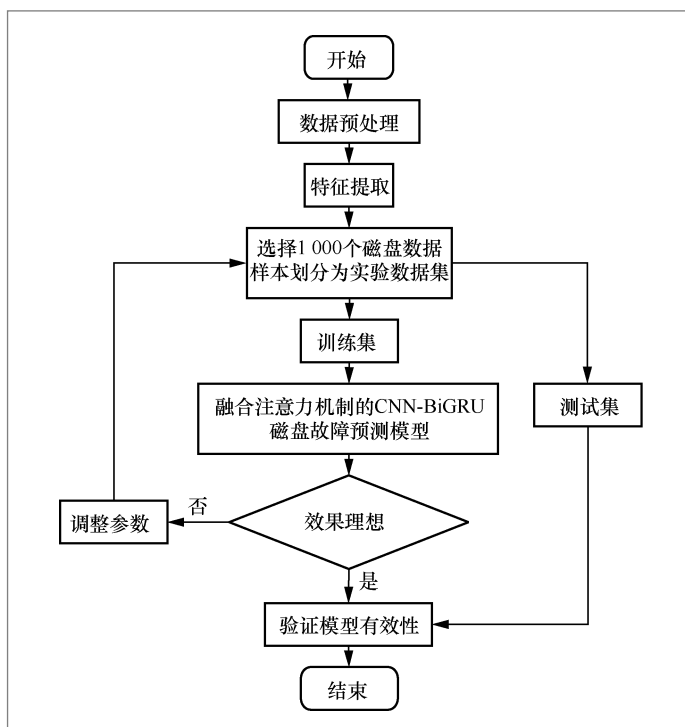 开始
数据预处理
特征提取
选择1 000个磁盘数据
样本划分为实验数据集
训练集
融合注意力机制的CNN-BiGRU
磁盘故障预测模型
测试集
效果理想
否
调整参数
是
验证模型有效性
结束